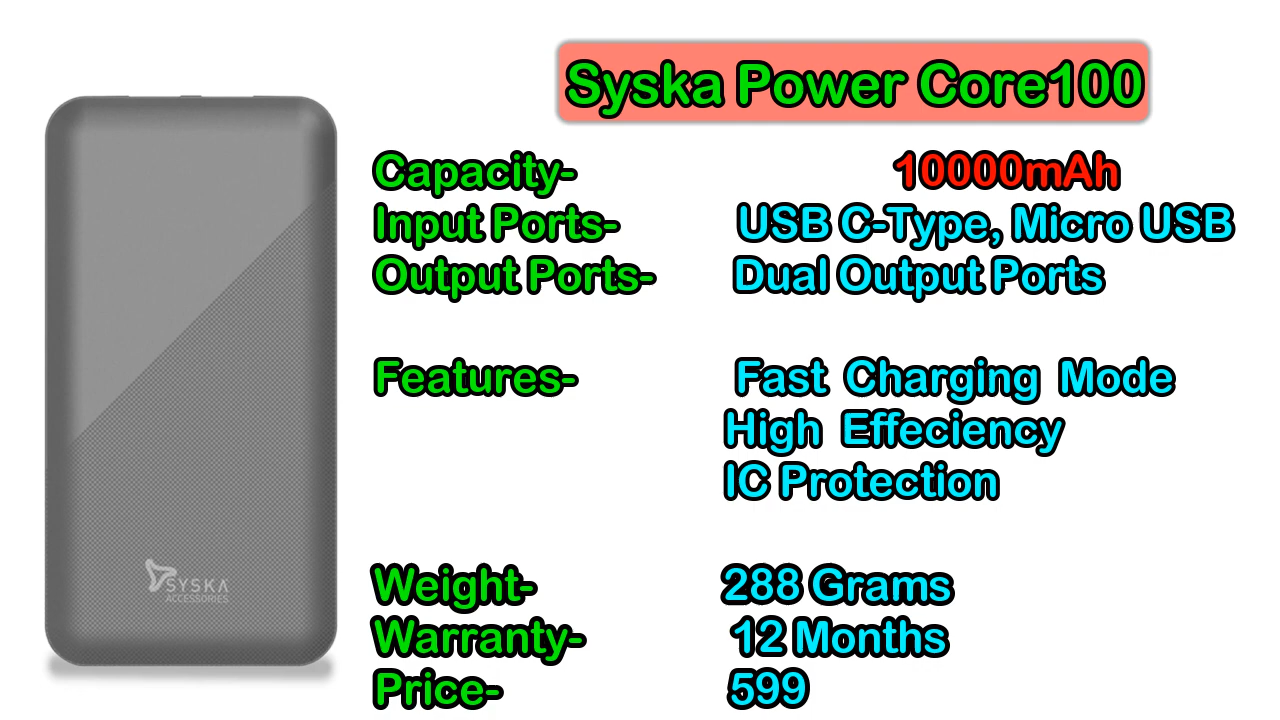 Syska Power Core100
Capacity- 10000mAh
Input Ports- USB C-Type, Micro USB
Output Ports- Dual Output Ports
Features- Fast Charging Mode
High Effeciency
IC Protection
SYSKA
ACCESSORIES
Weight- 288 Grams
Warranty- 12 Months
Price- 599